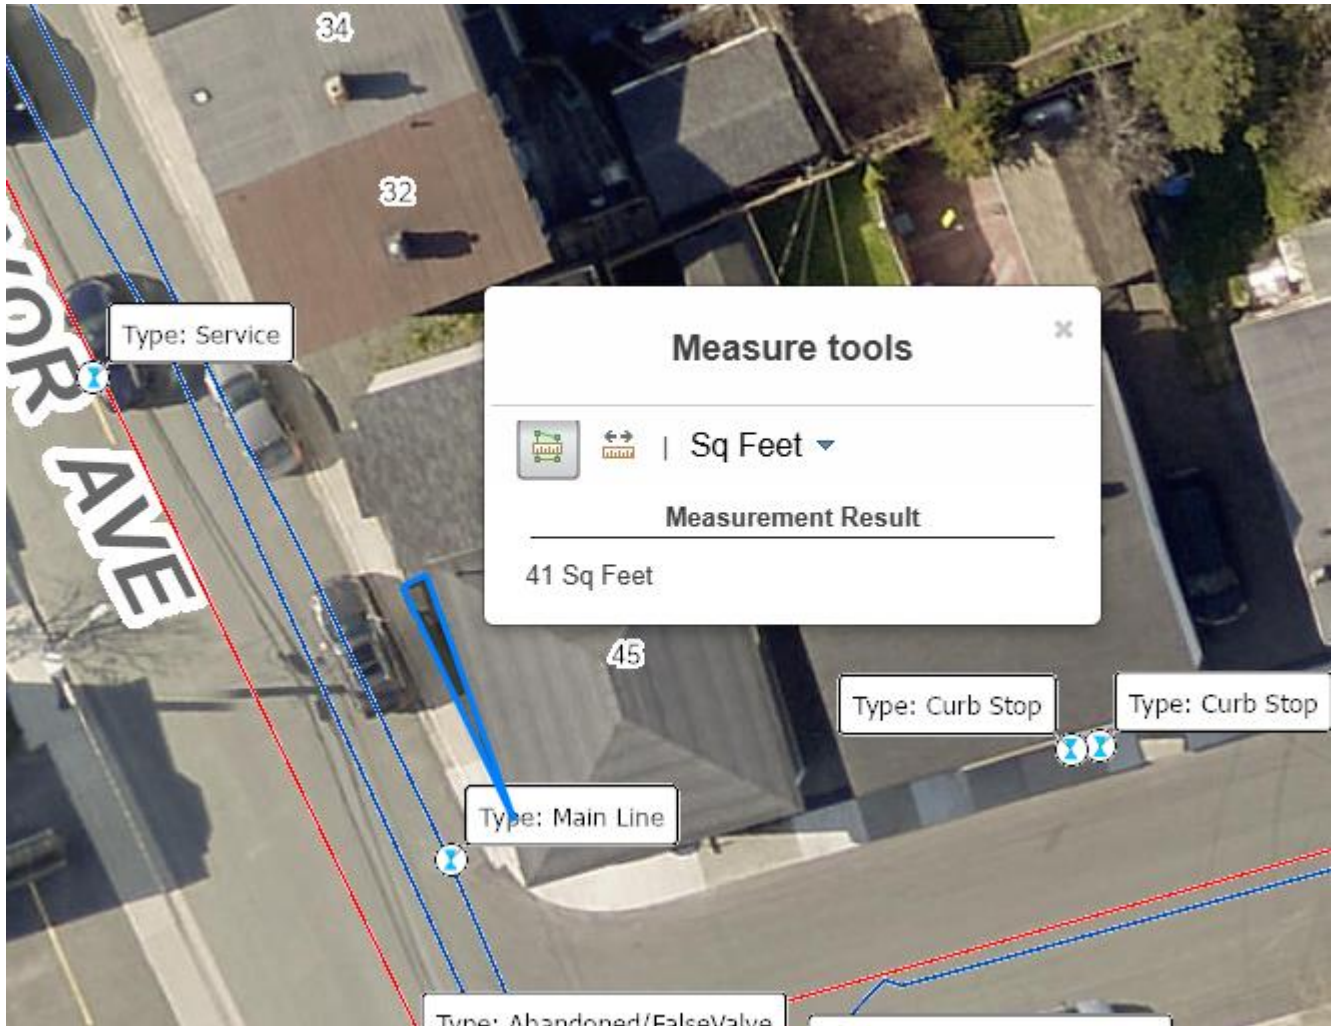 34
32
Type: Service
AVE
Measure tools
Sq Feet
Measurement Result
41 Sq Feet
45
Type: Curb Stop
Type: Curb Stop
Type: Main Line
Type: Abandoned/FalseValve